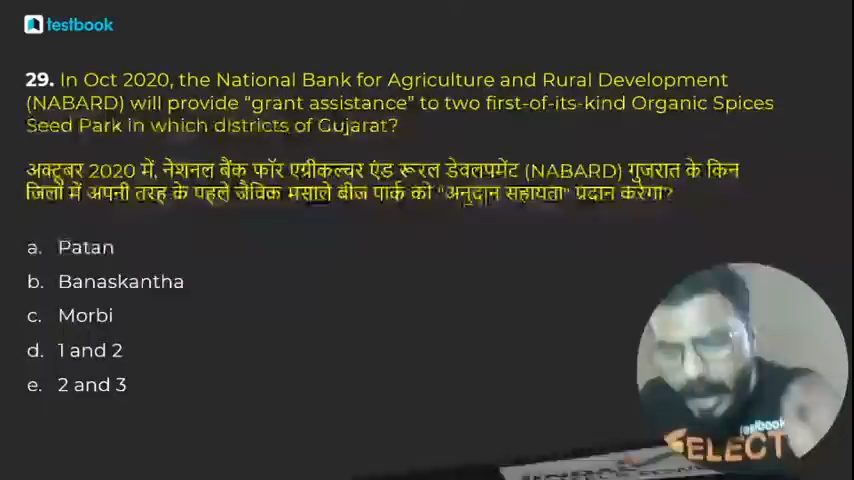 testbook
29. In Oct 2020, the National Bank for Agriculture and Rural Development
(NABARD) will provide "grant assistance" to two first-of-its-kind Organic Spices
Seed Park in which districts of Gujarat?
अक्टूबर 2020 में, नेशनल बैंक फॉर एग्रीकल्चर एंड रूरल डेवलपमेंट (NABARD) गुजरात के किन
जिलों में अपनी तरह के पहले जैविक मसाले बीज पार्क को "अनुदान सहायता" प्रदान करेगा?
a. Patan
b. Banaskantha
c. Morbi
d. 1 and 2
e. 2 and 3
testbook
SELECT